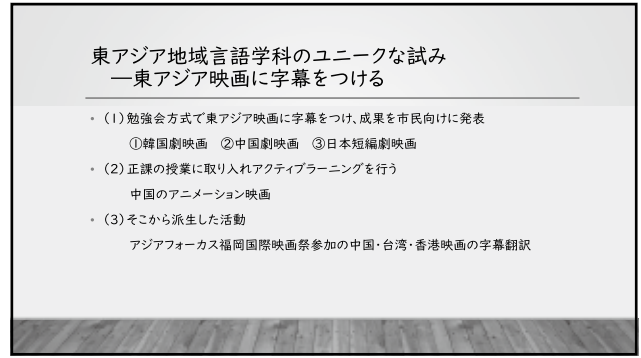 東アジア地域言語学科のユニークな試み
―東アジア映画に字幕をつける
・（１）勉強会方式で東アジア映画に字幕をつけ、成果を市民向けに発表
①韓国劇映画　②中国劇映画　③日本短編劇映画
・（２）正課の授業に取り入れアクティブラーニングを行う
中国のアニメーション映画
・（３）そこから派生した活動
アジアフォーカス福岡国際映画祭参加の中国・台湾・香港映画の字幕翻訳